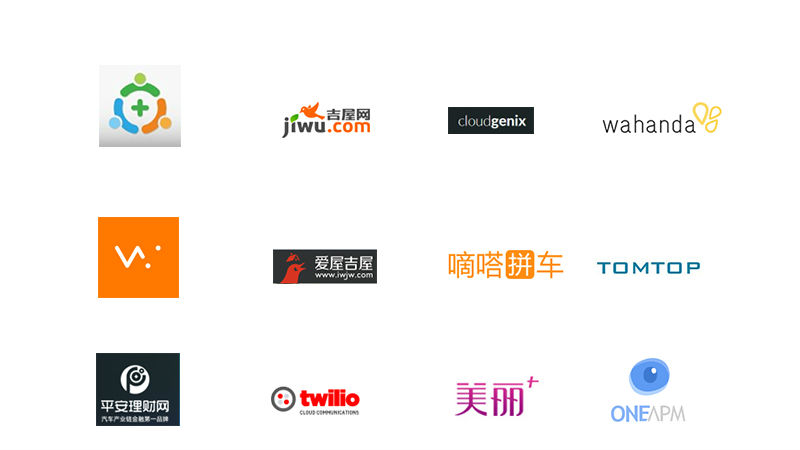 吉屋网
jiwu.com
cloudgenix
wahanda
爱屋吉屋
www.iwjw.com
嘀嗒拼车
TOMTOP
平安理财网
汽车产业链金融第一品牌
twilio
CLOUD COMMUNICATIONS
美丽+
ONEAPM